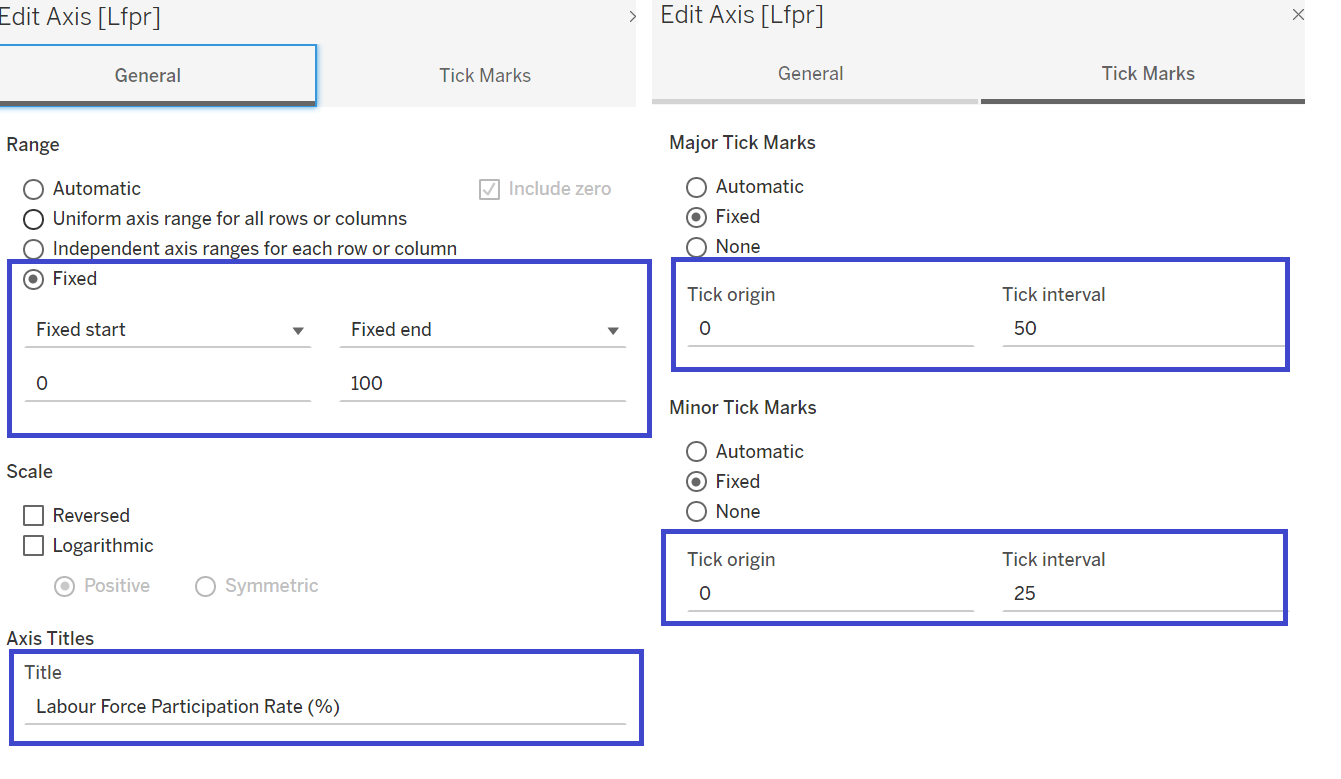 Edit Axis [Lfpr]
General
Tick Marks
Range
Automatic
Include zero
Uniform axis range for all rows or columns
Independent axis ranges for each row or column
Fixed
Fixed start
Fixed end
0
100
Scale
Reversed
Logarithmic
Positive
Symmetric
Axis Titles
Title
Labour Force Participation Rate (%)
Edit Axis [Lfpr]
General
Tick Marks
Major Tick Marks
Automatic
Fixed
None
Tick origin
Tick interval
0
50
Minor Tick Marks
Automatic
Fixed
None
Tick origin
Tick interval
0
25